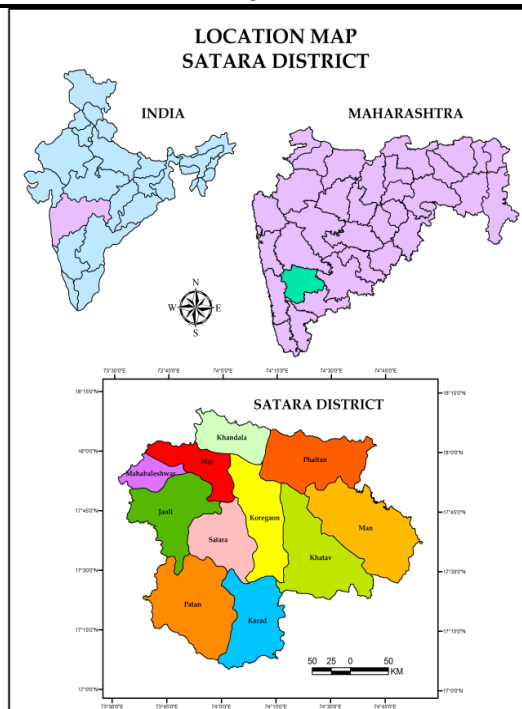 LOCATION MAP
SATARA DISTRICT
INDIA
MAHARASHTRA
N
W E
S
73°30'0"E 73°45'0"E 74°0'0"E 74°15'0"E 74°30'0"E 74°45'0"E
18°15'0"N 18°15'0"N
SATARA DISTRICT
Khandala
18°0'0"N 18°0'0"N
Wai
Phaltan
Mahabaleshwar
Jaoli
17°45'0"N 17°45'0"N
Koregaon
Man
Satara
Khatav
17°30'0"N 17°30'0"N
Patan
Karad
17°15'0"N 17°15'0"N
50 25 0 50
KM
17°0'0"N 17°0'0"N
73°30'0"E 73°45'0"E 74°0'0"E 74°15'0"E 74°30'0"E 74°45'0"E